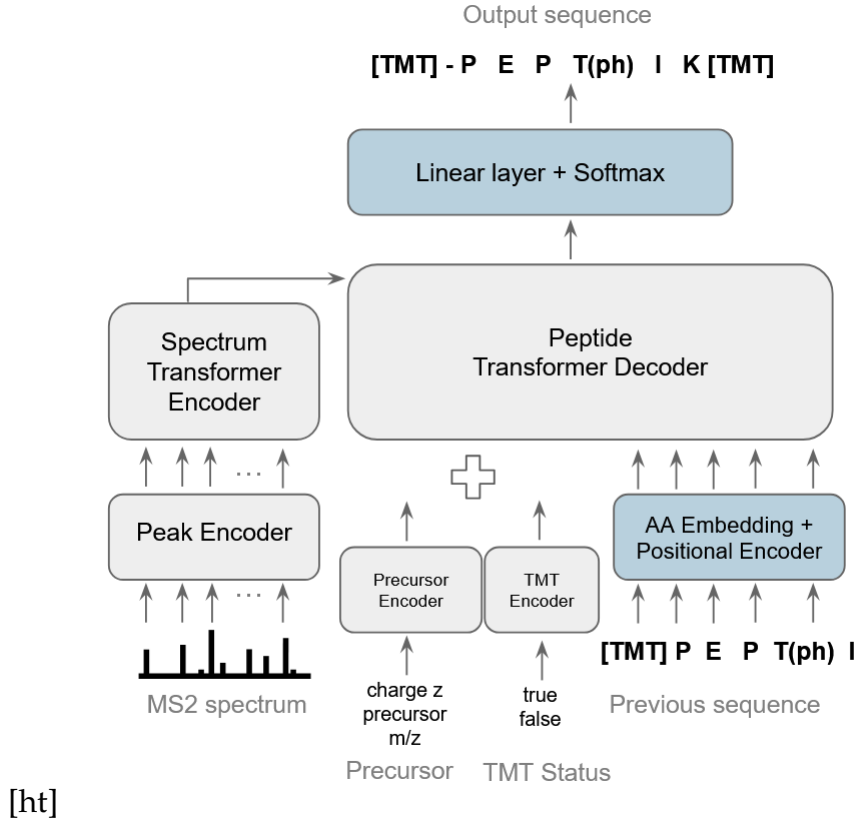 Output sequence
[TMT] - P E P T(ph) I K [TMT]
Linear layer + Softmax
Spectrum
Transformer
Encoder
Peptide
Transformer Decoder
...
Peak Encoder
Precursor
Encoder
TMT
Encoder
AA Embedding +
Positional Encoder
...
MS2 spectrum
charge z
precursor
m/z
Precursor
true
false
TMT Status
[TMT] P E P T(ph) I
Previous sequence
[ht]